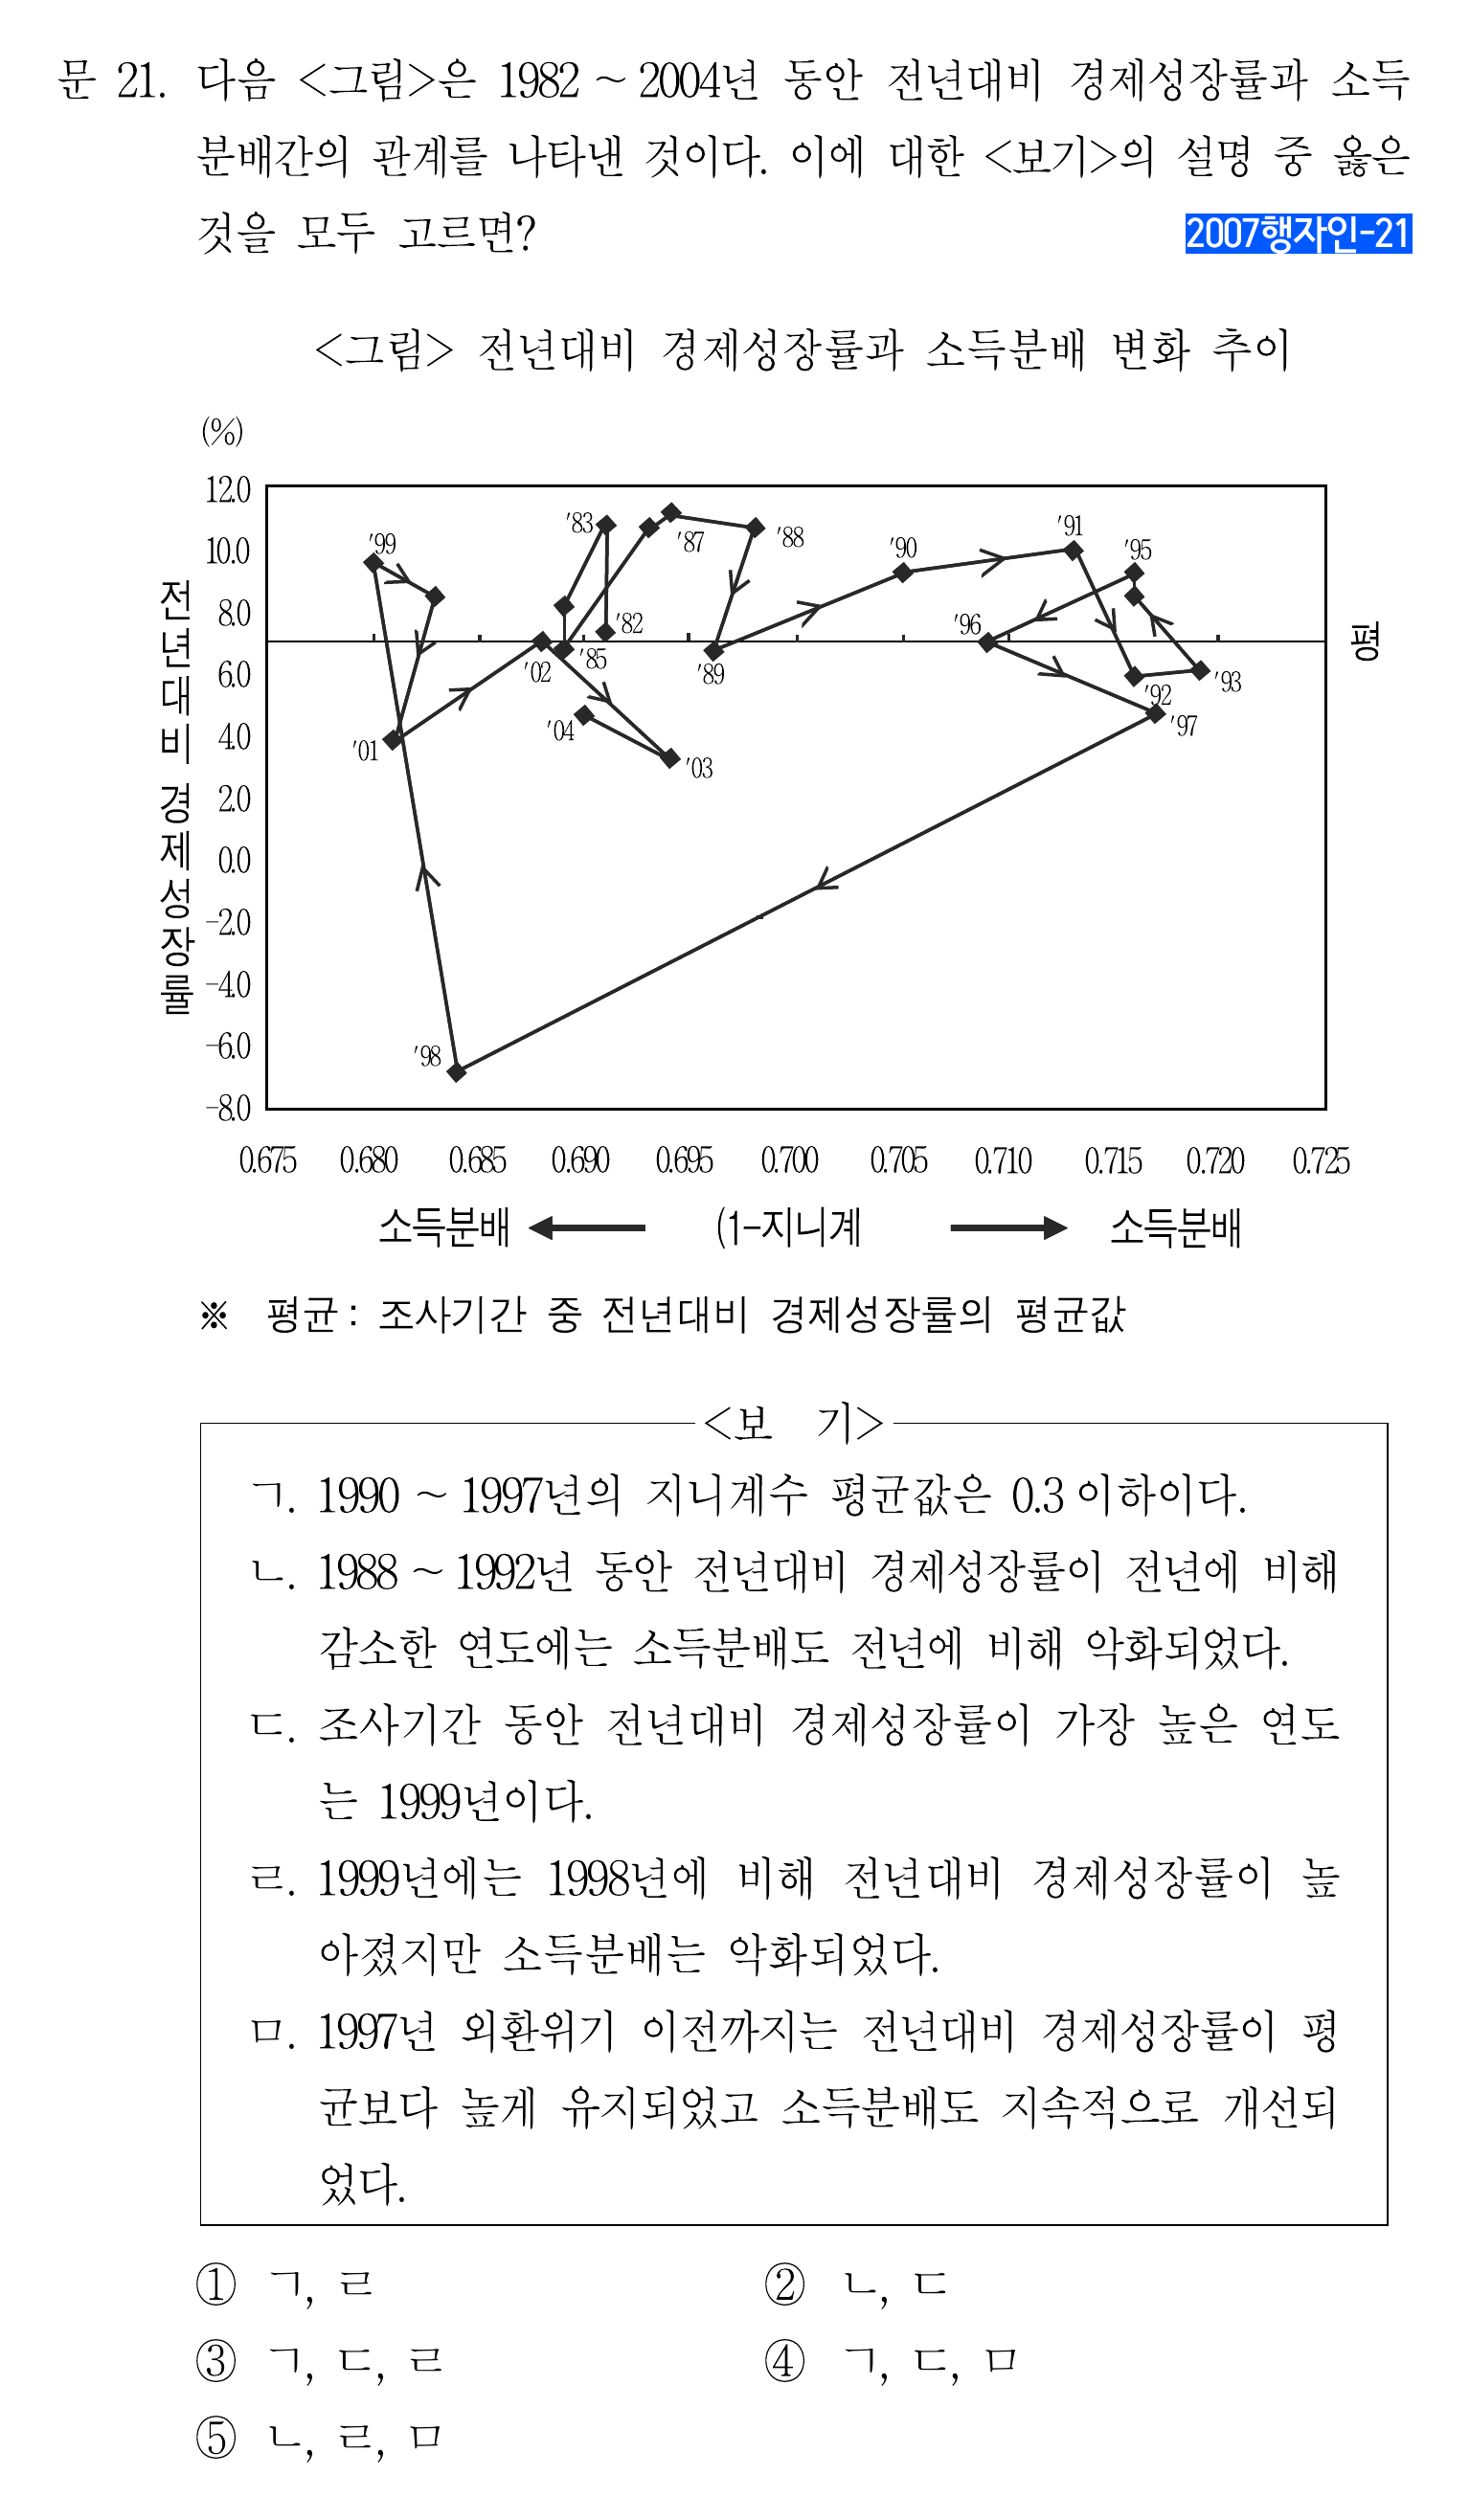 문 21. 다음 <그림>은 1982 ~ 2004년 동안 전년대비 경제성장률과 소득
분배간의 관계를 나타낸 것이다. 이에 대한 <보기>의 설명 중 옳은
것을 모두 고르면?
2007행자인-21
<그림> 전년대비 경제성장률과 소득분배 변화 추이
(%)
12.0
10.0
8.0
6.0
4.0
2.0
0.0
-2.0
-4.0
-6.0
-8.0
전년대비 경제성장률
'99
'83
'87
'88
'90
'91
'95
'82
'96
'85
'02
'89
'93
'92
'97
'04
'01
'03
'98
평
0.675 0.680 0.685 0.690 0.695 0.700 0.705 0.710 0.715 0.720 0.725
소득분배 (1-지니계 소득분배
※ 평균 : 조사기간 중 전년대비 경제성장률의 평균값
<보 기>
ㄱ. 1990 ~ 1997년의 지니계수 평균값은 0.3 이하이다.
ㄴ. 1988 ~ 1992년 동안 전년대비 경제성장률이 전년에 비해
감소한 연도에는 소득분배도 전년에 비해 악화되었다.
ㄷ. 조사기간 동안 전년대비 경제성장률이 가장 높은 연도
는 1999년이다.
ㄹ. 1999년에는 1998년에 비해 전년대비 경제성장률이 높
아졌지만 소득분배는 악화되었다.
ㅁ. 1997년 외환위기 이전까지는 전년대비 경제성장률이 평
균보다 높게 유지되었고 소득분배도 지속적으로 개선되
었다.
① ㄱ, ㄹ ② ㄴ, ㄷ
③ ㄱ, ㄷ, ㄹ ④ ㄱ, ㄷ, ㅁ
⑤ ㄴ, ㄹ, ㅁ